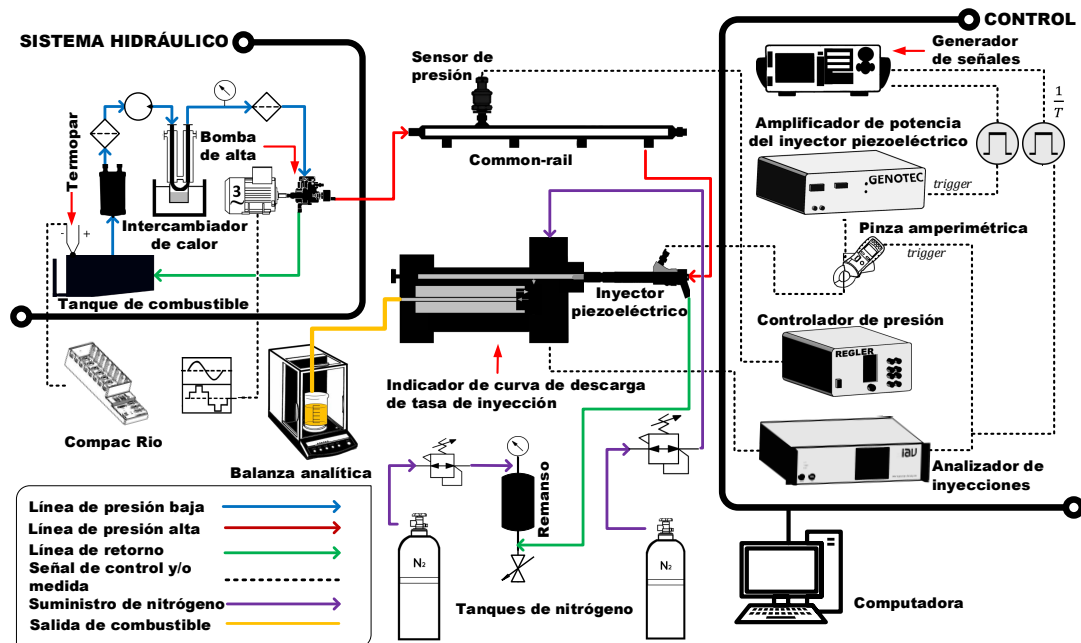 SISTEMA HIDRÁULICO
CONTROL
Sensor de
presión
Generador
de señales
1
T
Termopar
Bomba
de alta
Amplificador de potencia
del inyector piezoeléctrico
Common-rail
GENOTEC
trigger
3
Intercambiador
de calor
- +
Pinza amperimétrica
trigger
Tanque de combustible
Inyector
piezoeléctrico
Controlador de presión
REGLER
Indicador de curva de descarga
de tasa de inyección
Compac Rio
Balanza analítica
iav
Analizador de
inyecciones
Remanso
N₂
N₂
Tanques de nitrógeno
Computadora
Línea de presión baja
Línea de presión alta
Línea de retorno
Señal de control y/o
medida
Suministro de nitrógeno
Salida de combustible